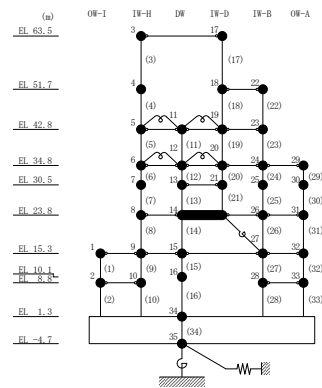 (m) OW-I IW-H DW IW-D IW-B OW-A
EL 63.5 3 17
(3) (17)
EL 51.7 4 18 22
(4) 11 19 (18) (22)
EL 42.8 5 23
(5) 12 (11) 20 (19) (23)
EL 34.8 6 24 29
(6) 13 (12) 21 (20) 25 (24) 30 (29)
EL 30.5 7
(7) (13) (21) (25) (30)
EL 23.8 8 14 26 31
(8) (14) 27 (26) (31)
EL 15.3 1 9 15 32
(1) (9) (15) (27) (32)
EL 10.1 2 10 16 28 33
EL 8.8
(2) (10) (16) (28) (33)
EL 1.3 34
(34)
EL -4.7 35